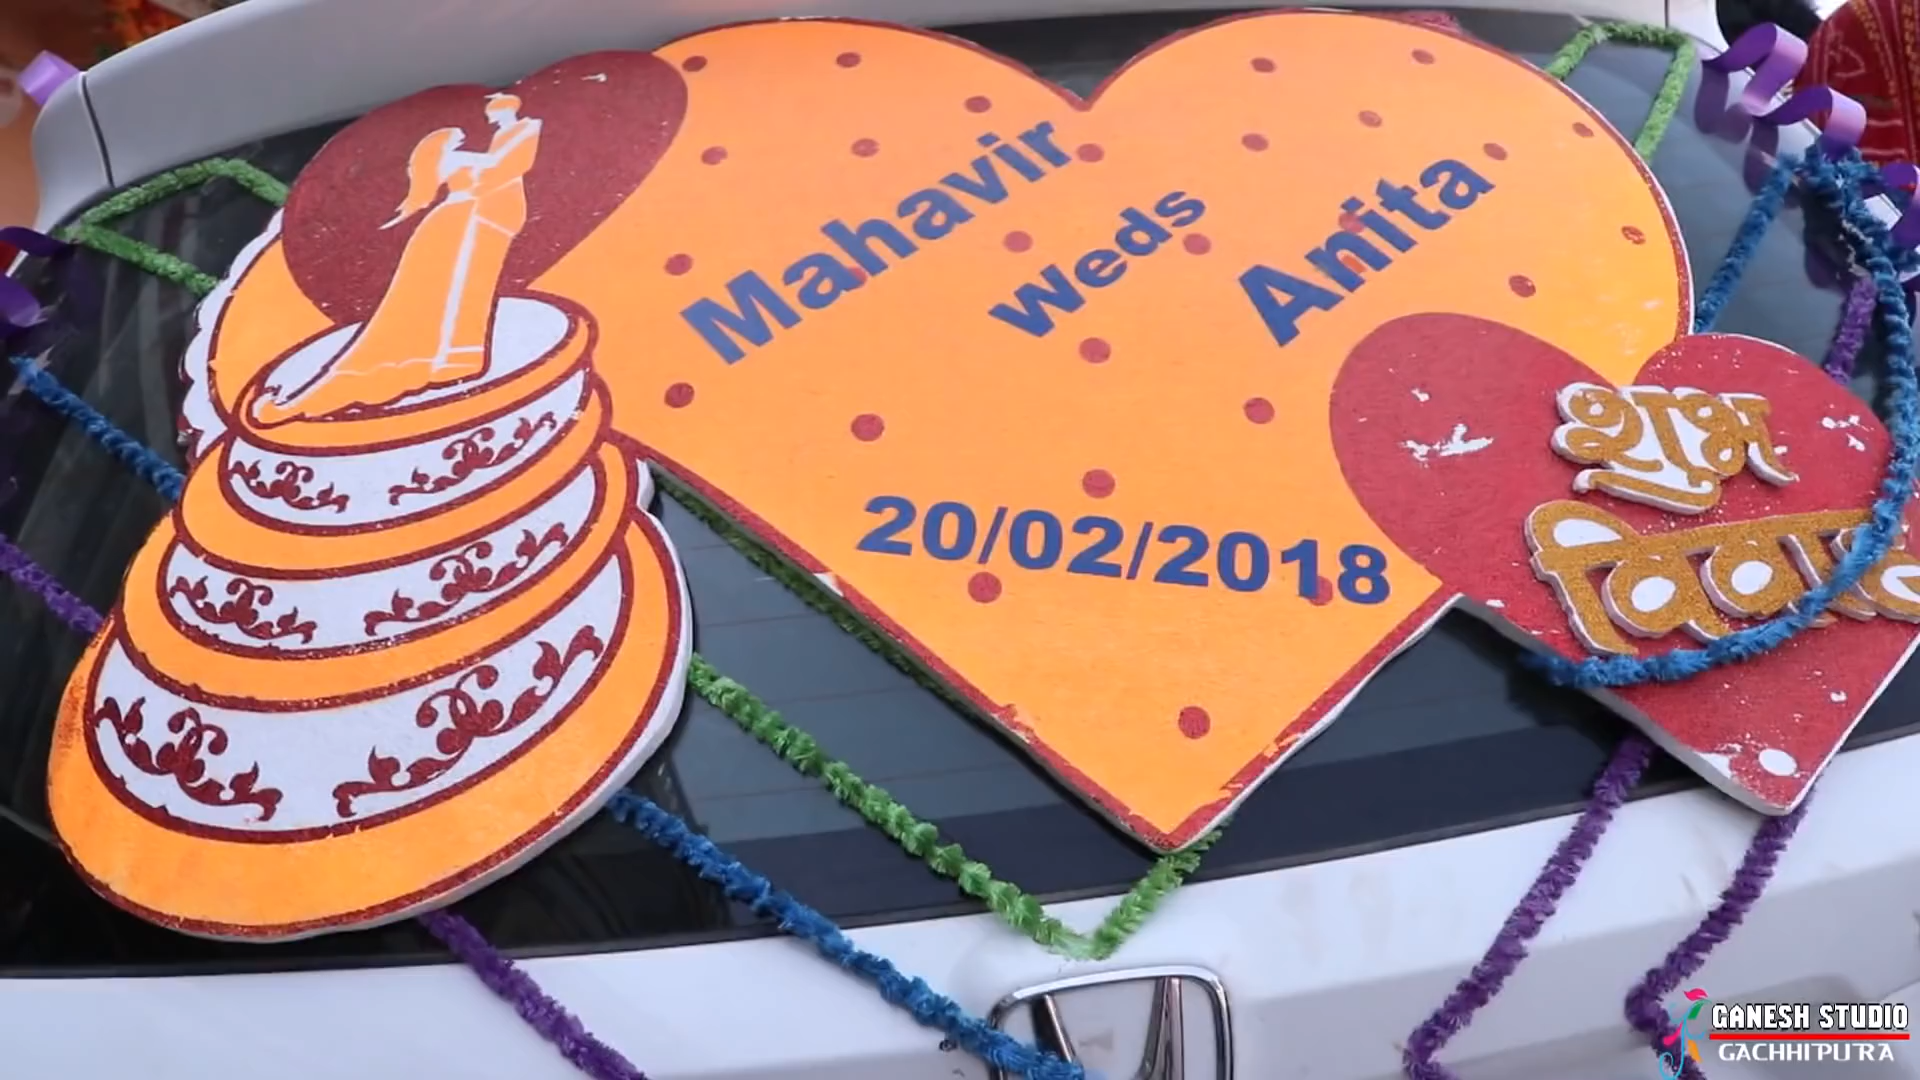 Mahavir
Weds
Anita
20/02/2018
शुभ
विवाह
GANESH STUDIO
GACHHIPURA